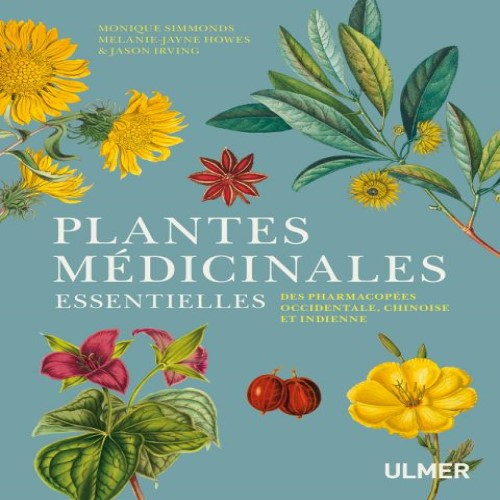 MONIQUE SIMMONDS
MELANIE-JAYNE HOWES
& JASON IRVING
PLANTES
MÉDICINALES
ESSENTIELLES
DES PHARMACOPÉES
OCCIDENTALE, CHINOISE
ET INDIENNE
ULMER